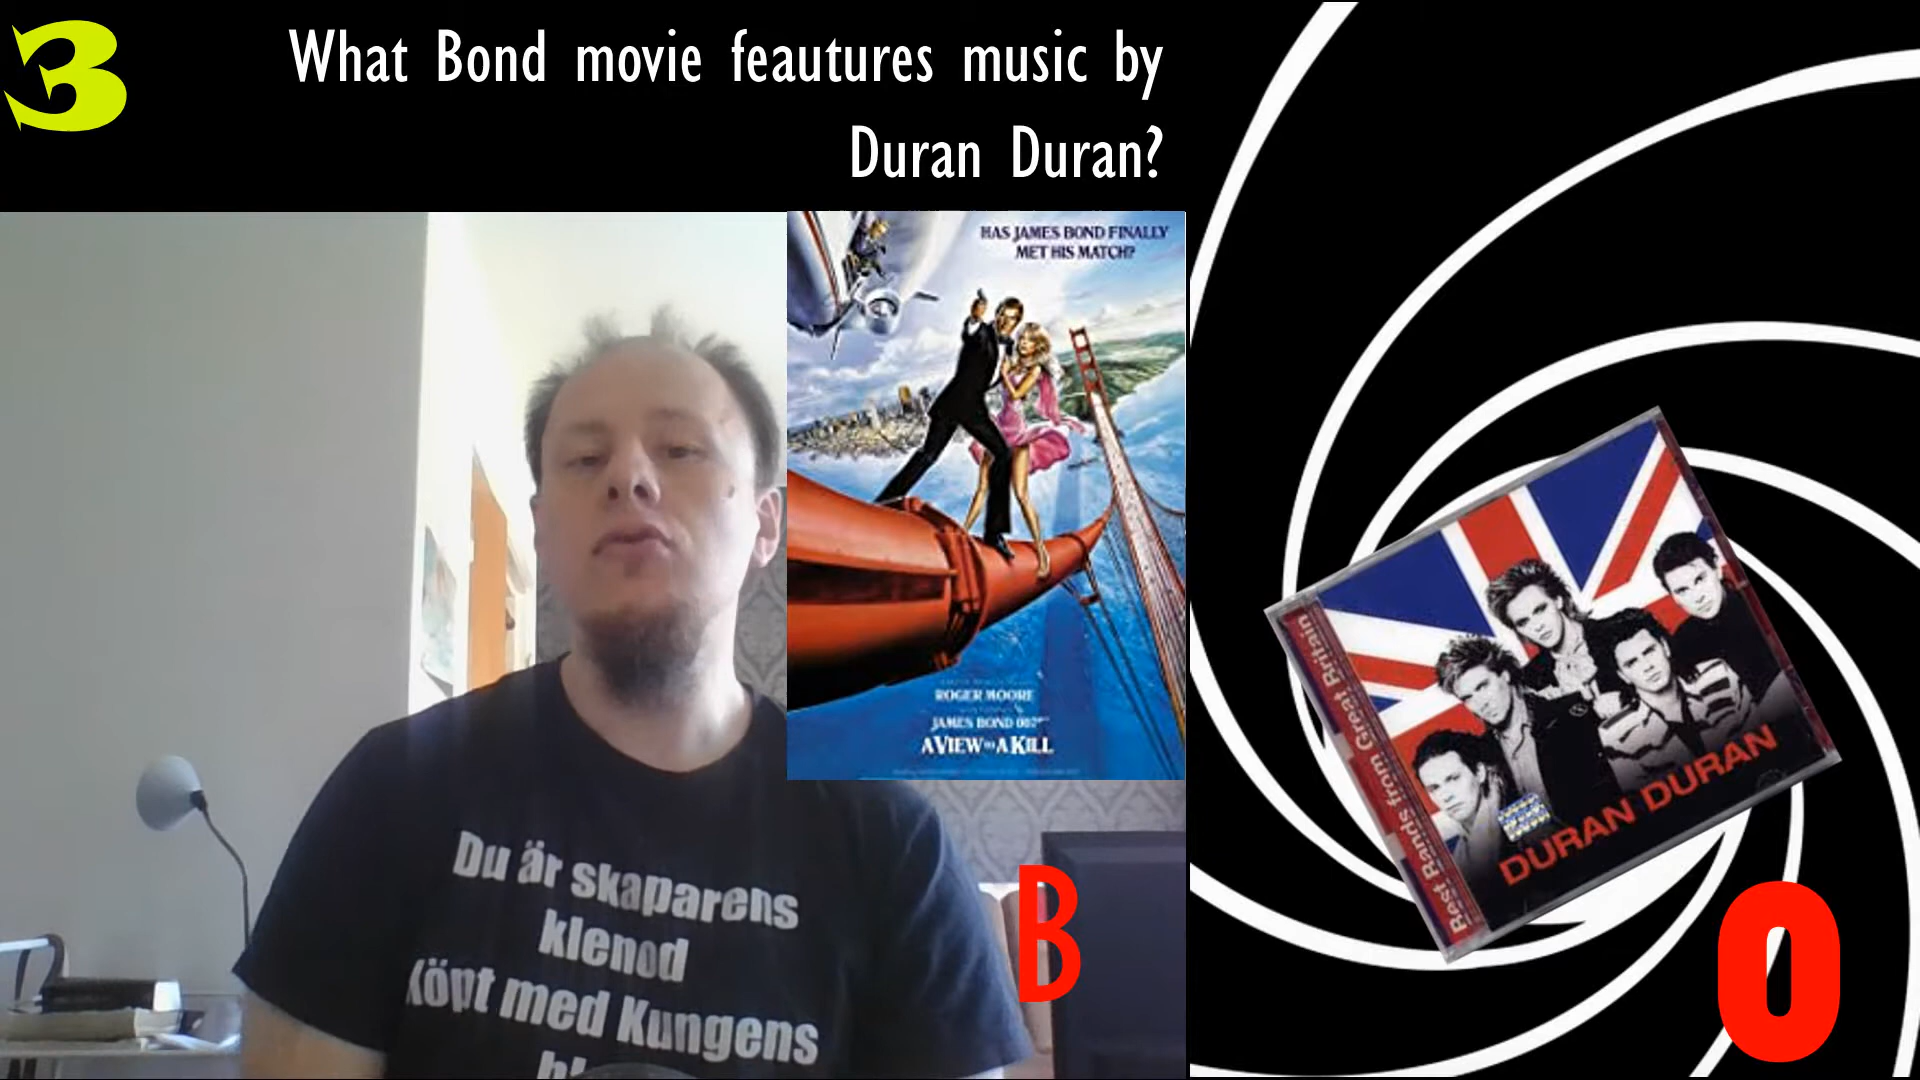 3
What Bond movie feautures music by
Duran Duran?
HAS JAMES BOND FINALLY
MET HIS MATCH?
ROGER MOORE
JAMES BOND 007
A VIEW TO A KILL
Du är skaparens
klenod
Köpt med Kungens
B
Best Bands from Great Britain
DURAN DURAN
0